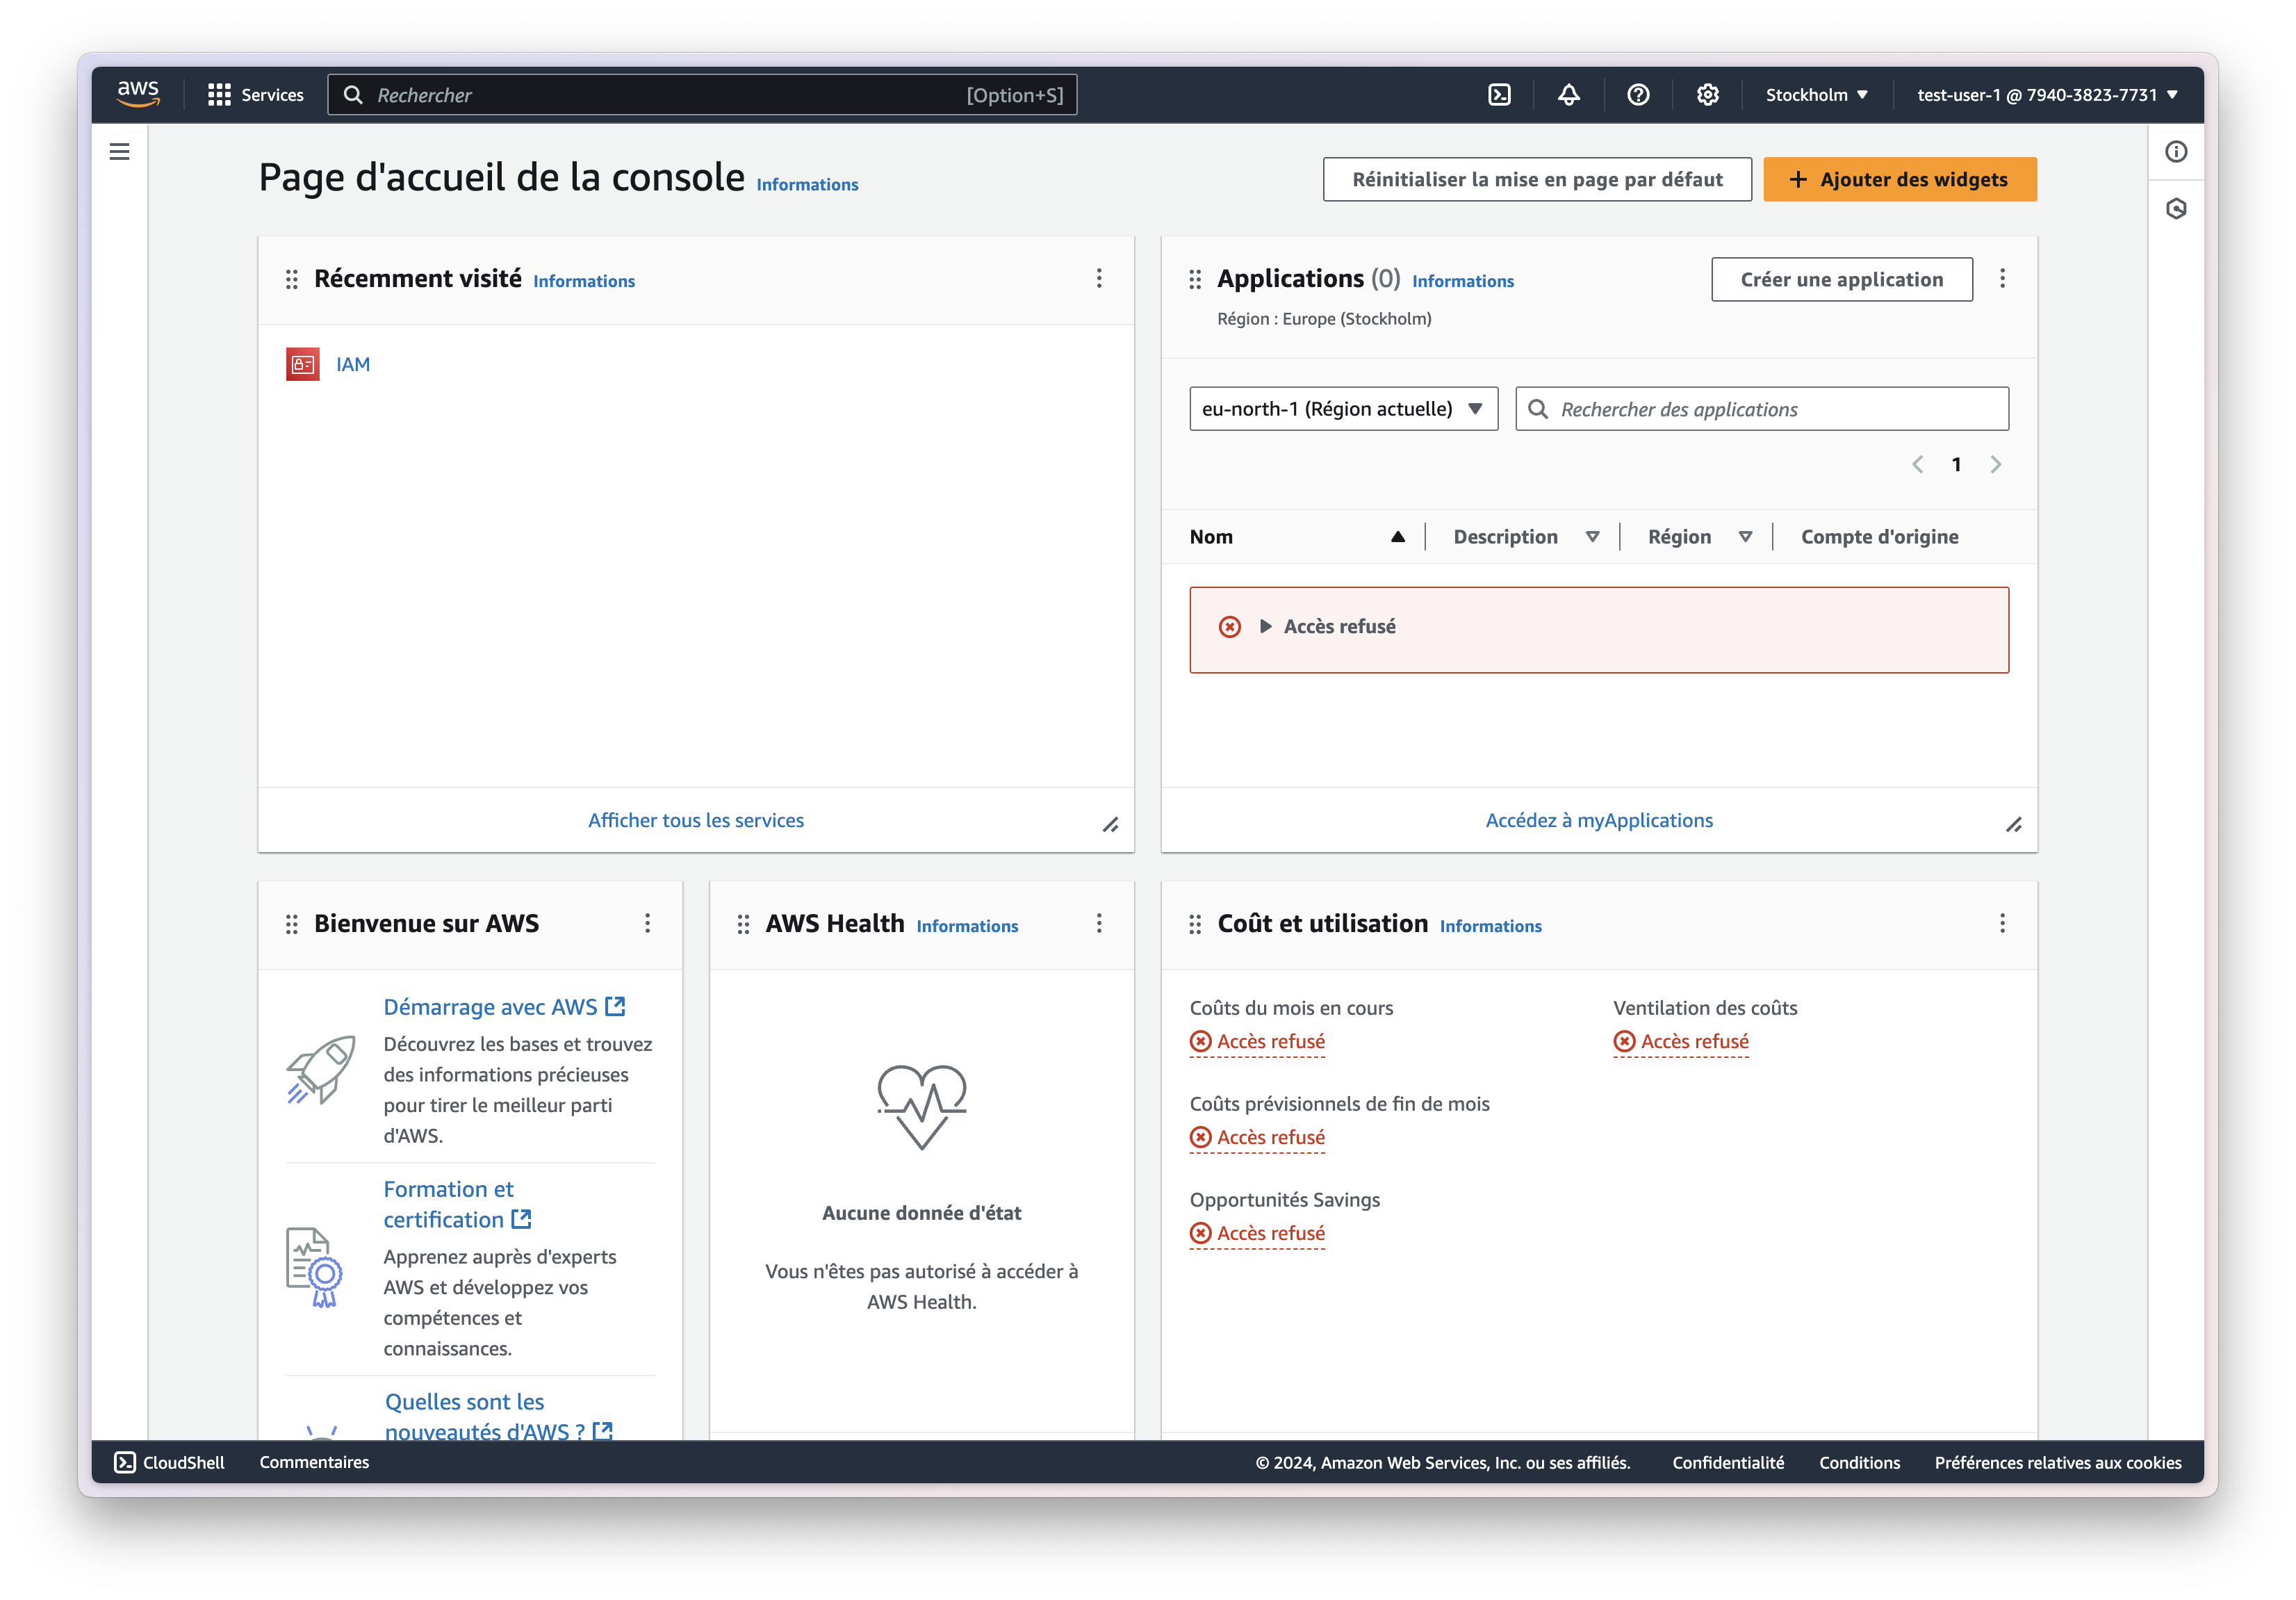 aws
Services
Rechercher
[Option+S]
Stockholm
test-user-1 @ 7940-3823-7731
Page d'accueil de la console
Informations
Réinitialiser la mise en page par défaut
Ajouter des widgets
Récemment visité
Informations
IAM
Afficher tous les services
Applications (0)
Informations
Créer une application
Région : Europe (Stockholm)
eu-north-1 (Région actuelle)
Rechercher des applications
1
Nom
Description
Région
Compte d'origine
Accès refusé
Accédez à myApplications
Bienvenue sur AWS
Démarrage avec AWS
Découvrez les bases et trouvez
des informations précieuses
pour tirer le meilleur parti
d'AWS.
Formation et
certification
Apprenez auprès d'experts
AWS et développez vos
compétences et
connaissances.
Quelles sont les
nouveautés d'AWS ?
AWS Health
Informations
Aucune donnée d'état
Vous n'êtes pas autorisé à accéder à
AWS Health.
Coût et utilisation
Informations
Coûts du mois en cours
Accès refusé
Ventilation des coûts
Accès refusé
Coûts prévisionnels de fin de mois
Accès refusé
Opportunités Savings
Accès refusé
CloudShell
Commentaires
© 2024, Amazon Web Services, Inc. ou ses affiliés.
Confidentialité
Conditions
Préférences relatives aux cookies